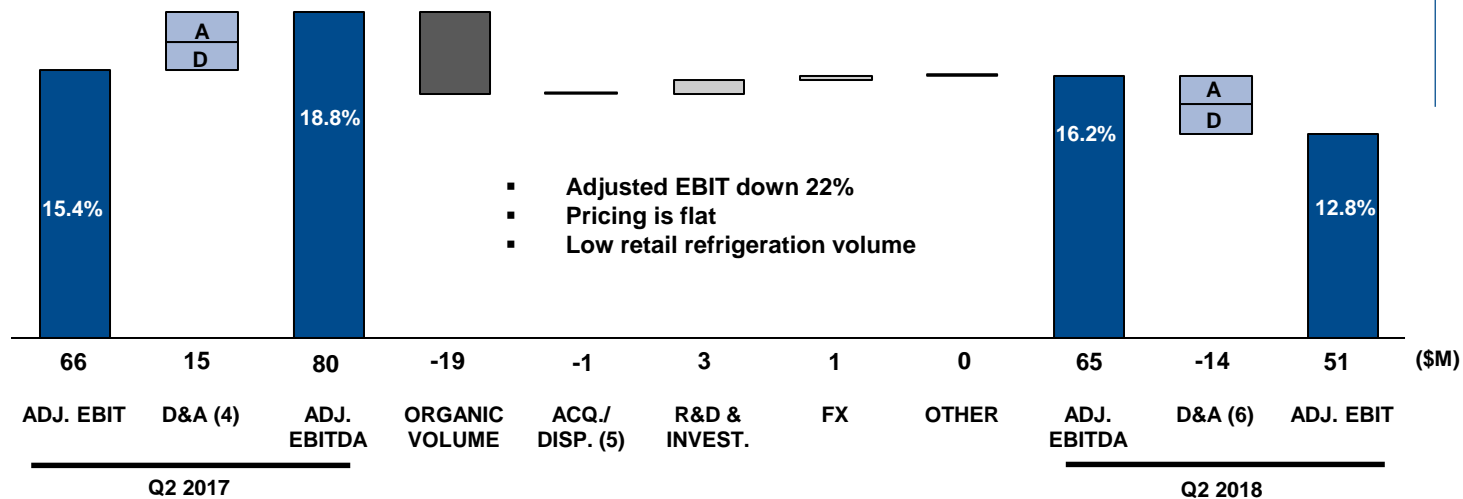 A
D
18.8%
15.4%
▪ Adjusted EBIT down 22%
▪ Pricing is flat
▪ Low retail refrigeration volume
16.2%
A
D
12.8%
66 15 80 -19 -1 3 1 0 65 -14 51 ($M)
ADJ. EBIT D&A (4) ADJ. ORGANIC ACQ./ R&D & FX OTHER ADJ. D&A (6) ADJ. EBIT
EBITDA VOLUME DISP. (5) INVEST. EBITDA
Q2 2017 Q2 2018